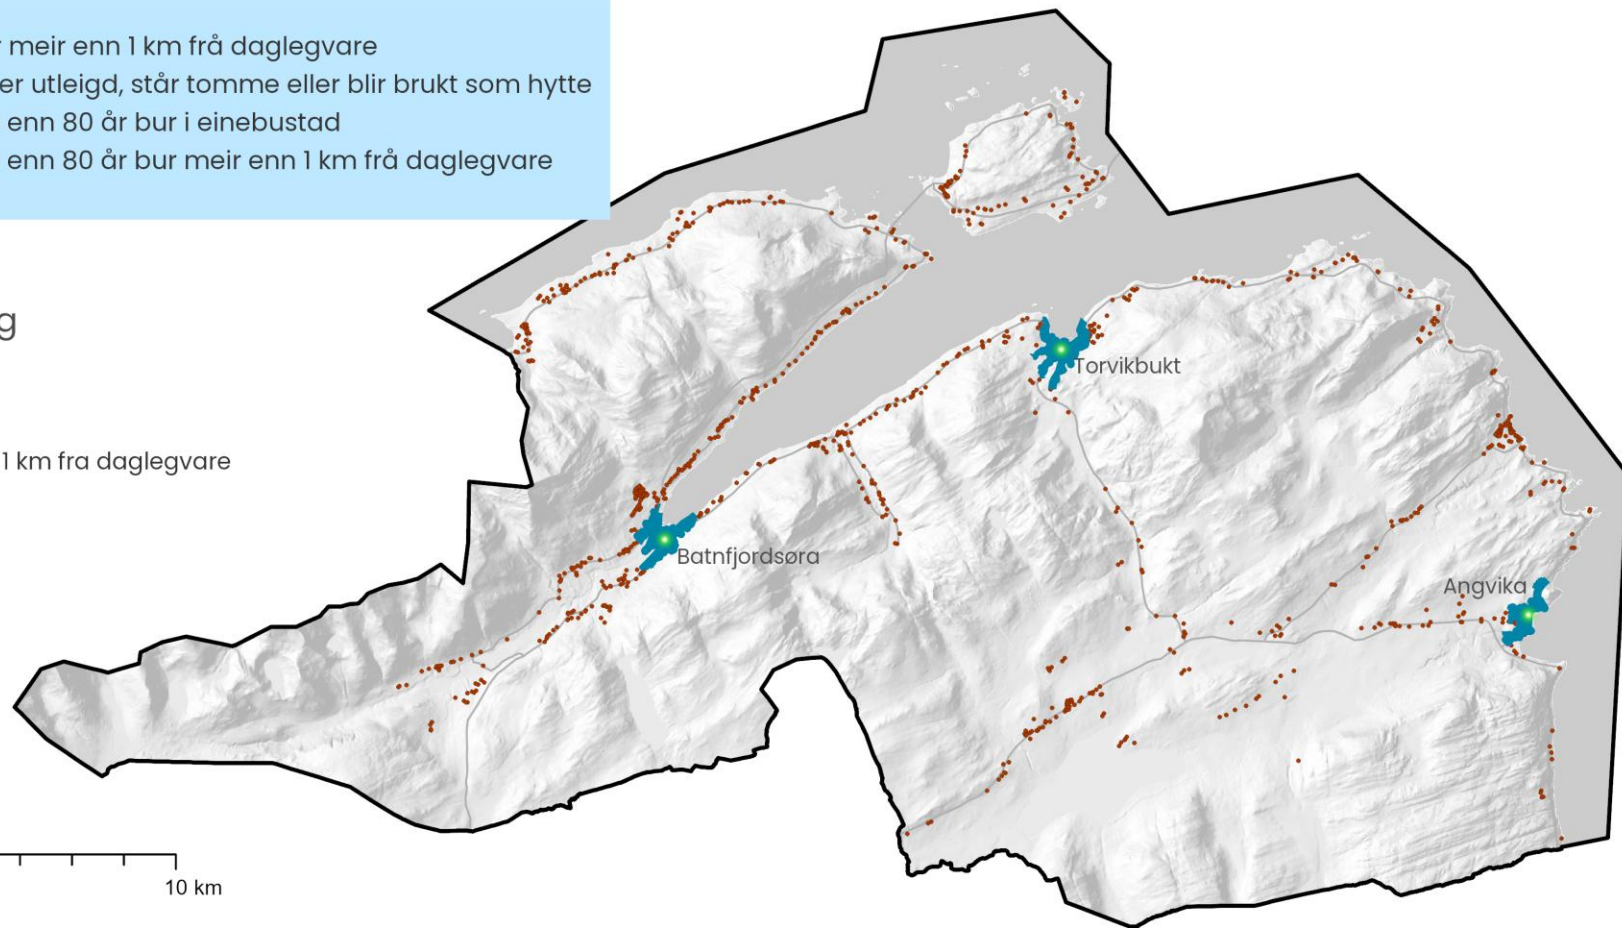 meir enn 1 km frå daglegvare
er utleigd, står tomme eller blir brukt som hytte
enn 80 år bur i einebustad
enn 80 år bur meir enn 1 km frå daglegvare
g
1 km fra daglegvare
Torvikbukt
Batnfjordsøra
Angvika
10 km